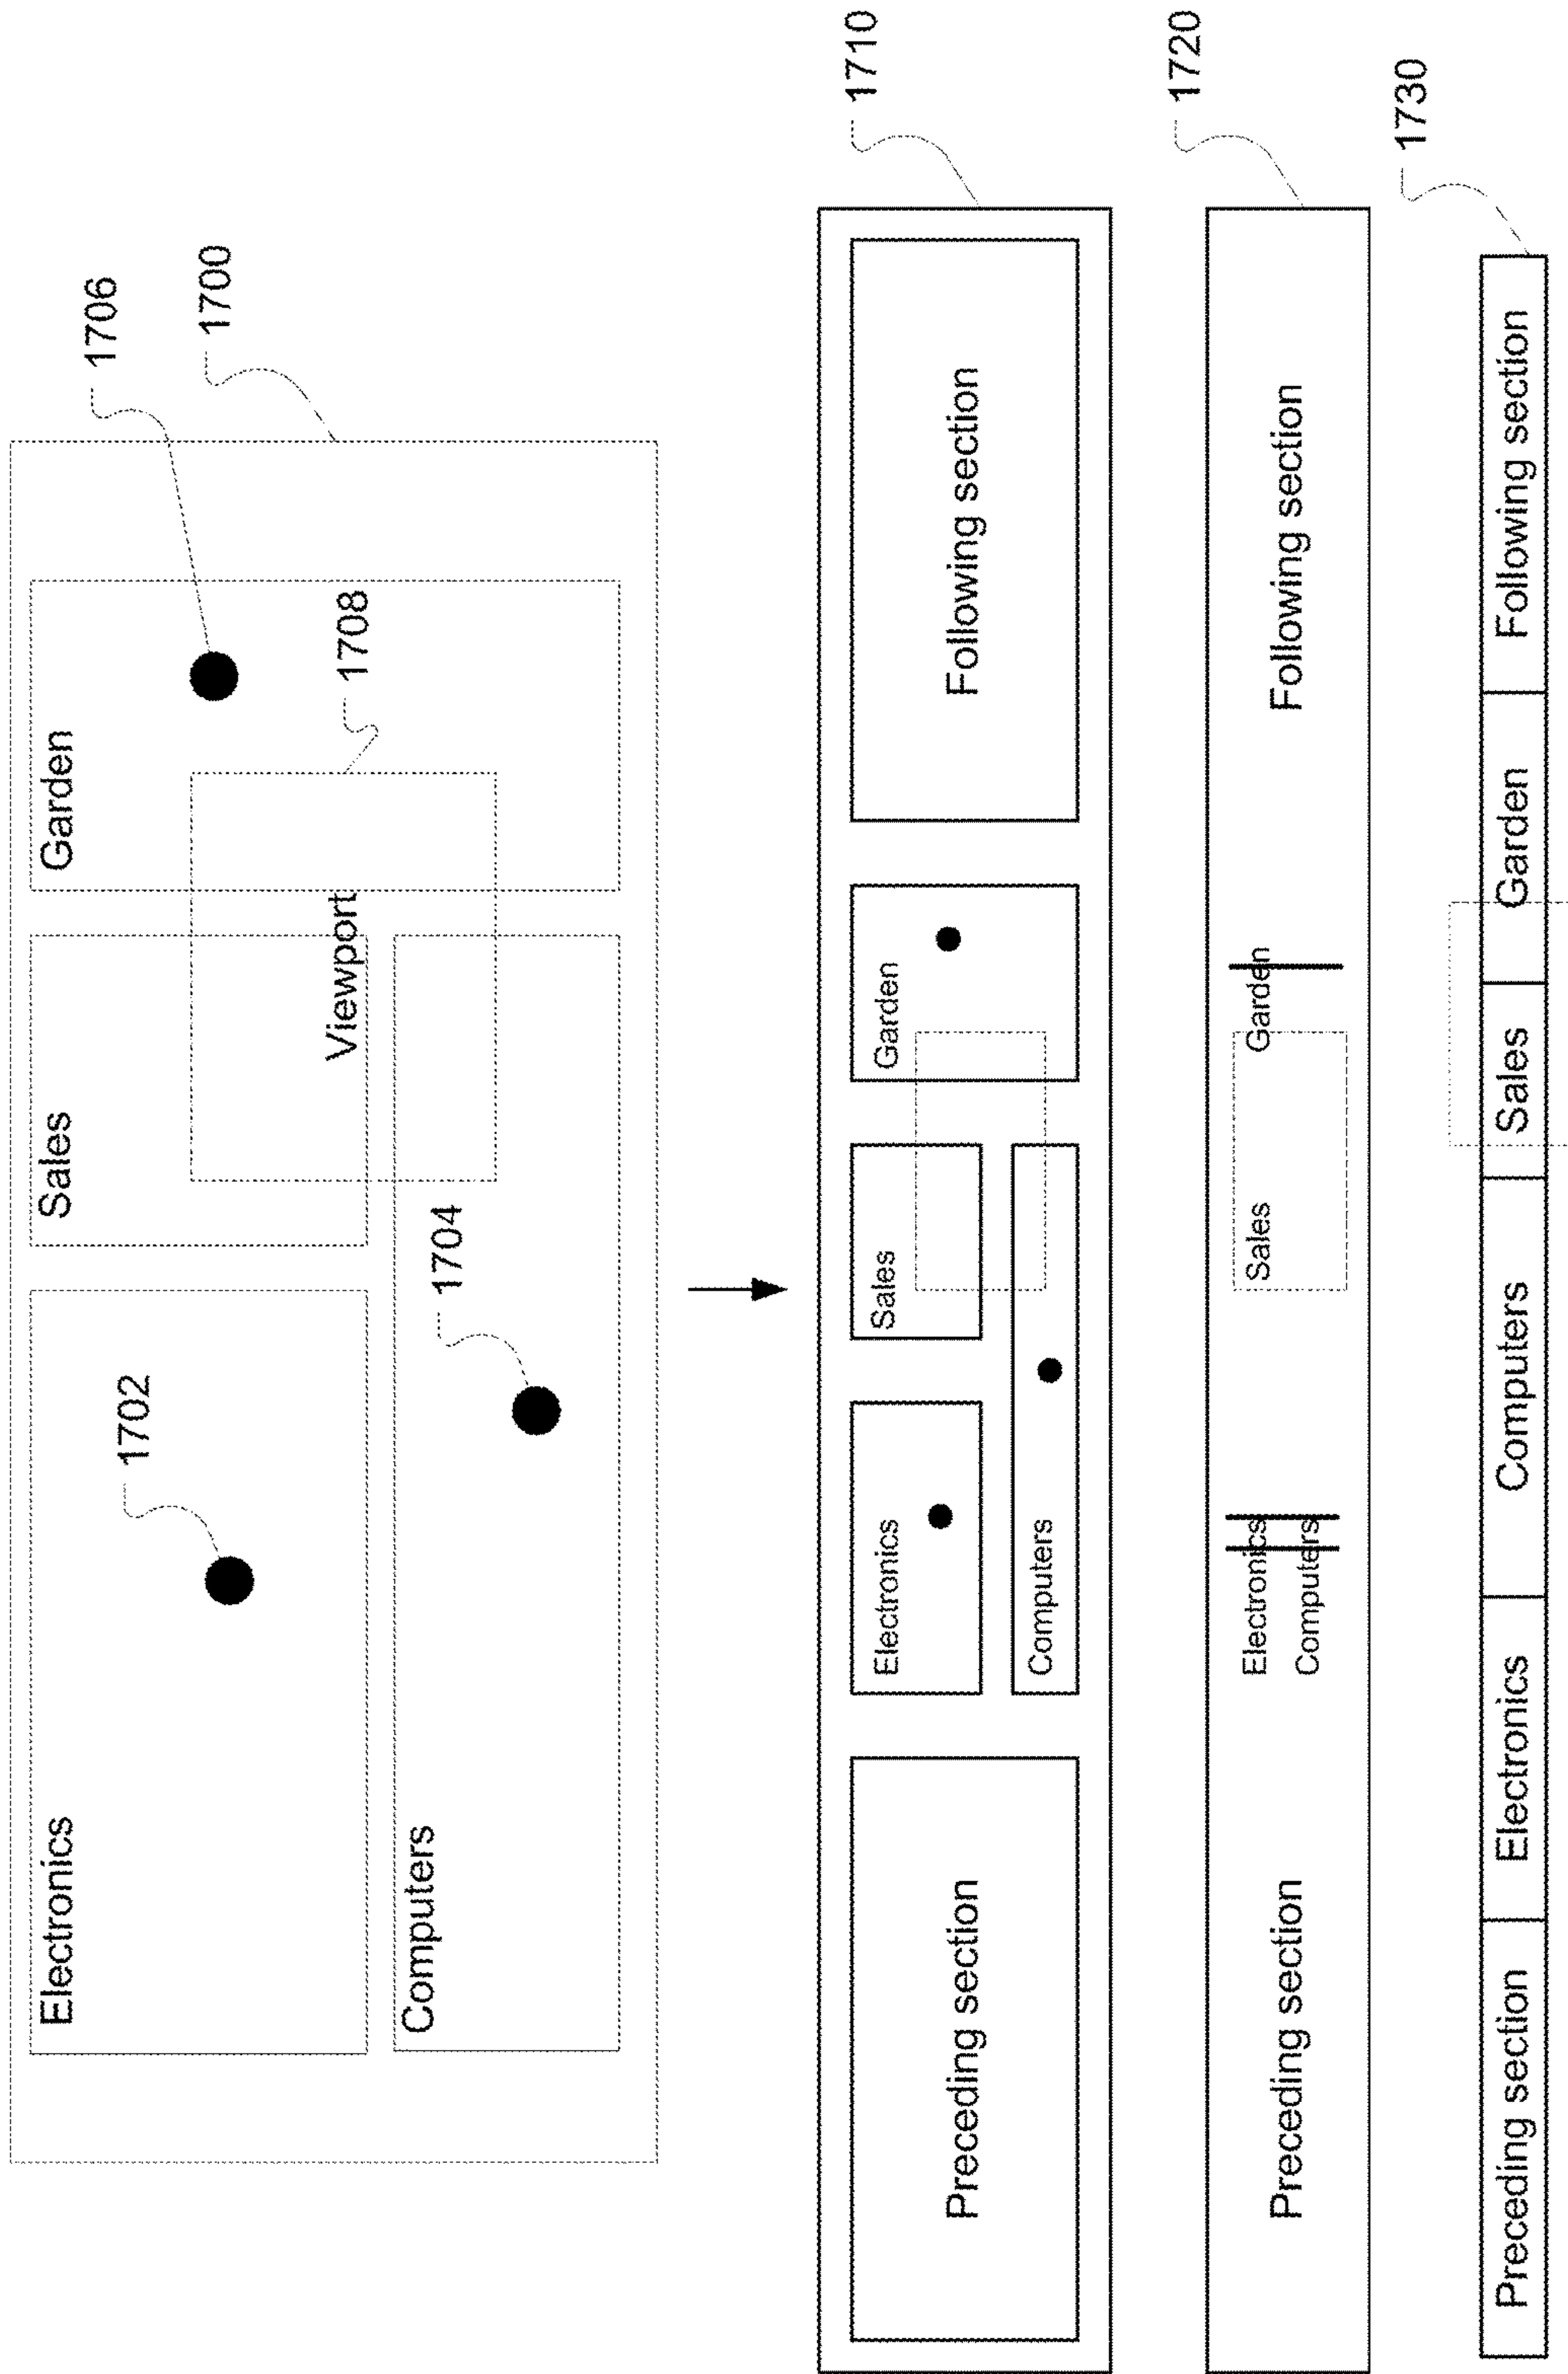 1706
1700
Electronics
Sales
Garden
1702
Viewport
1708
Computers
1704
1710
Electronics
Sales
Garden
Preceding section
Following section
Computers
1720
Electronics
Sales
Garden
Preceding section
Following section
Computers
1730
Preceding section
Electronics
Computers
Sales
Garden
Following section